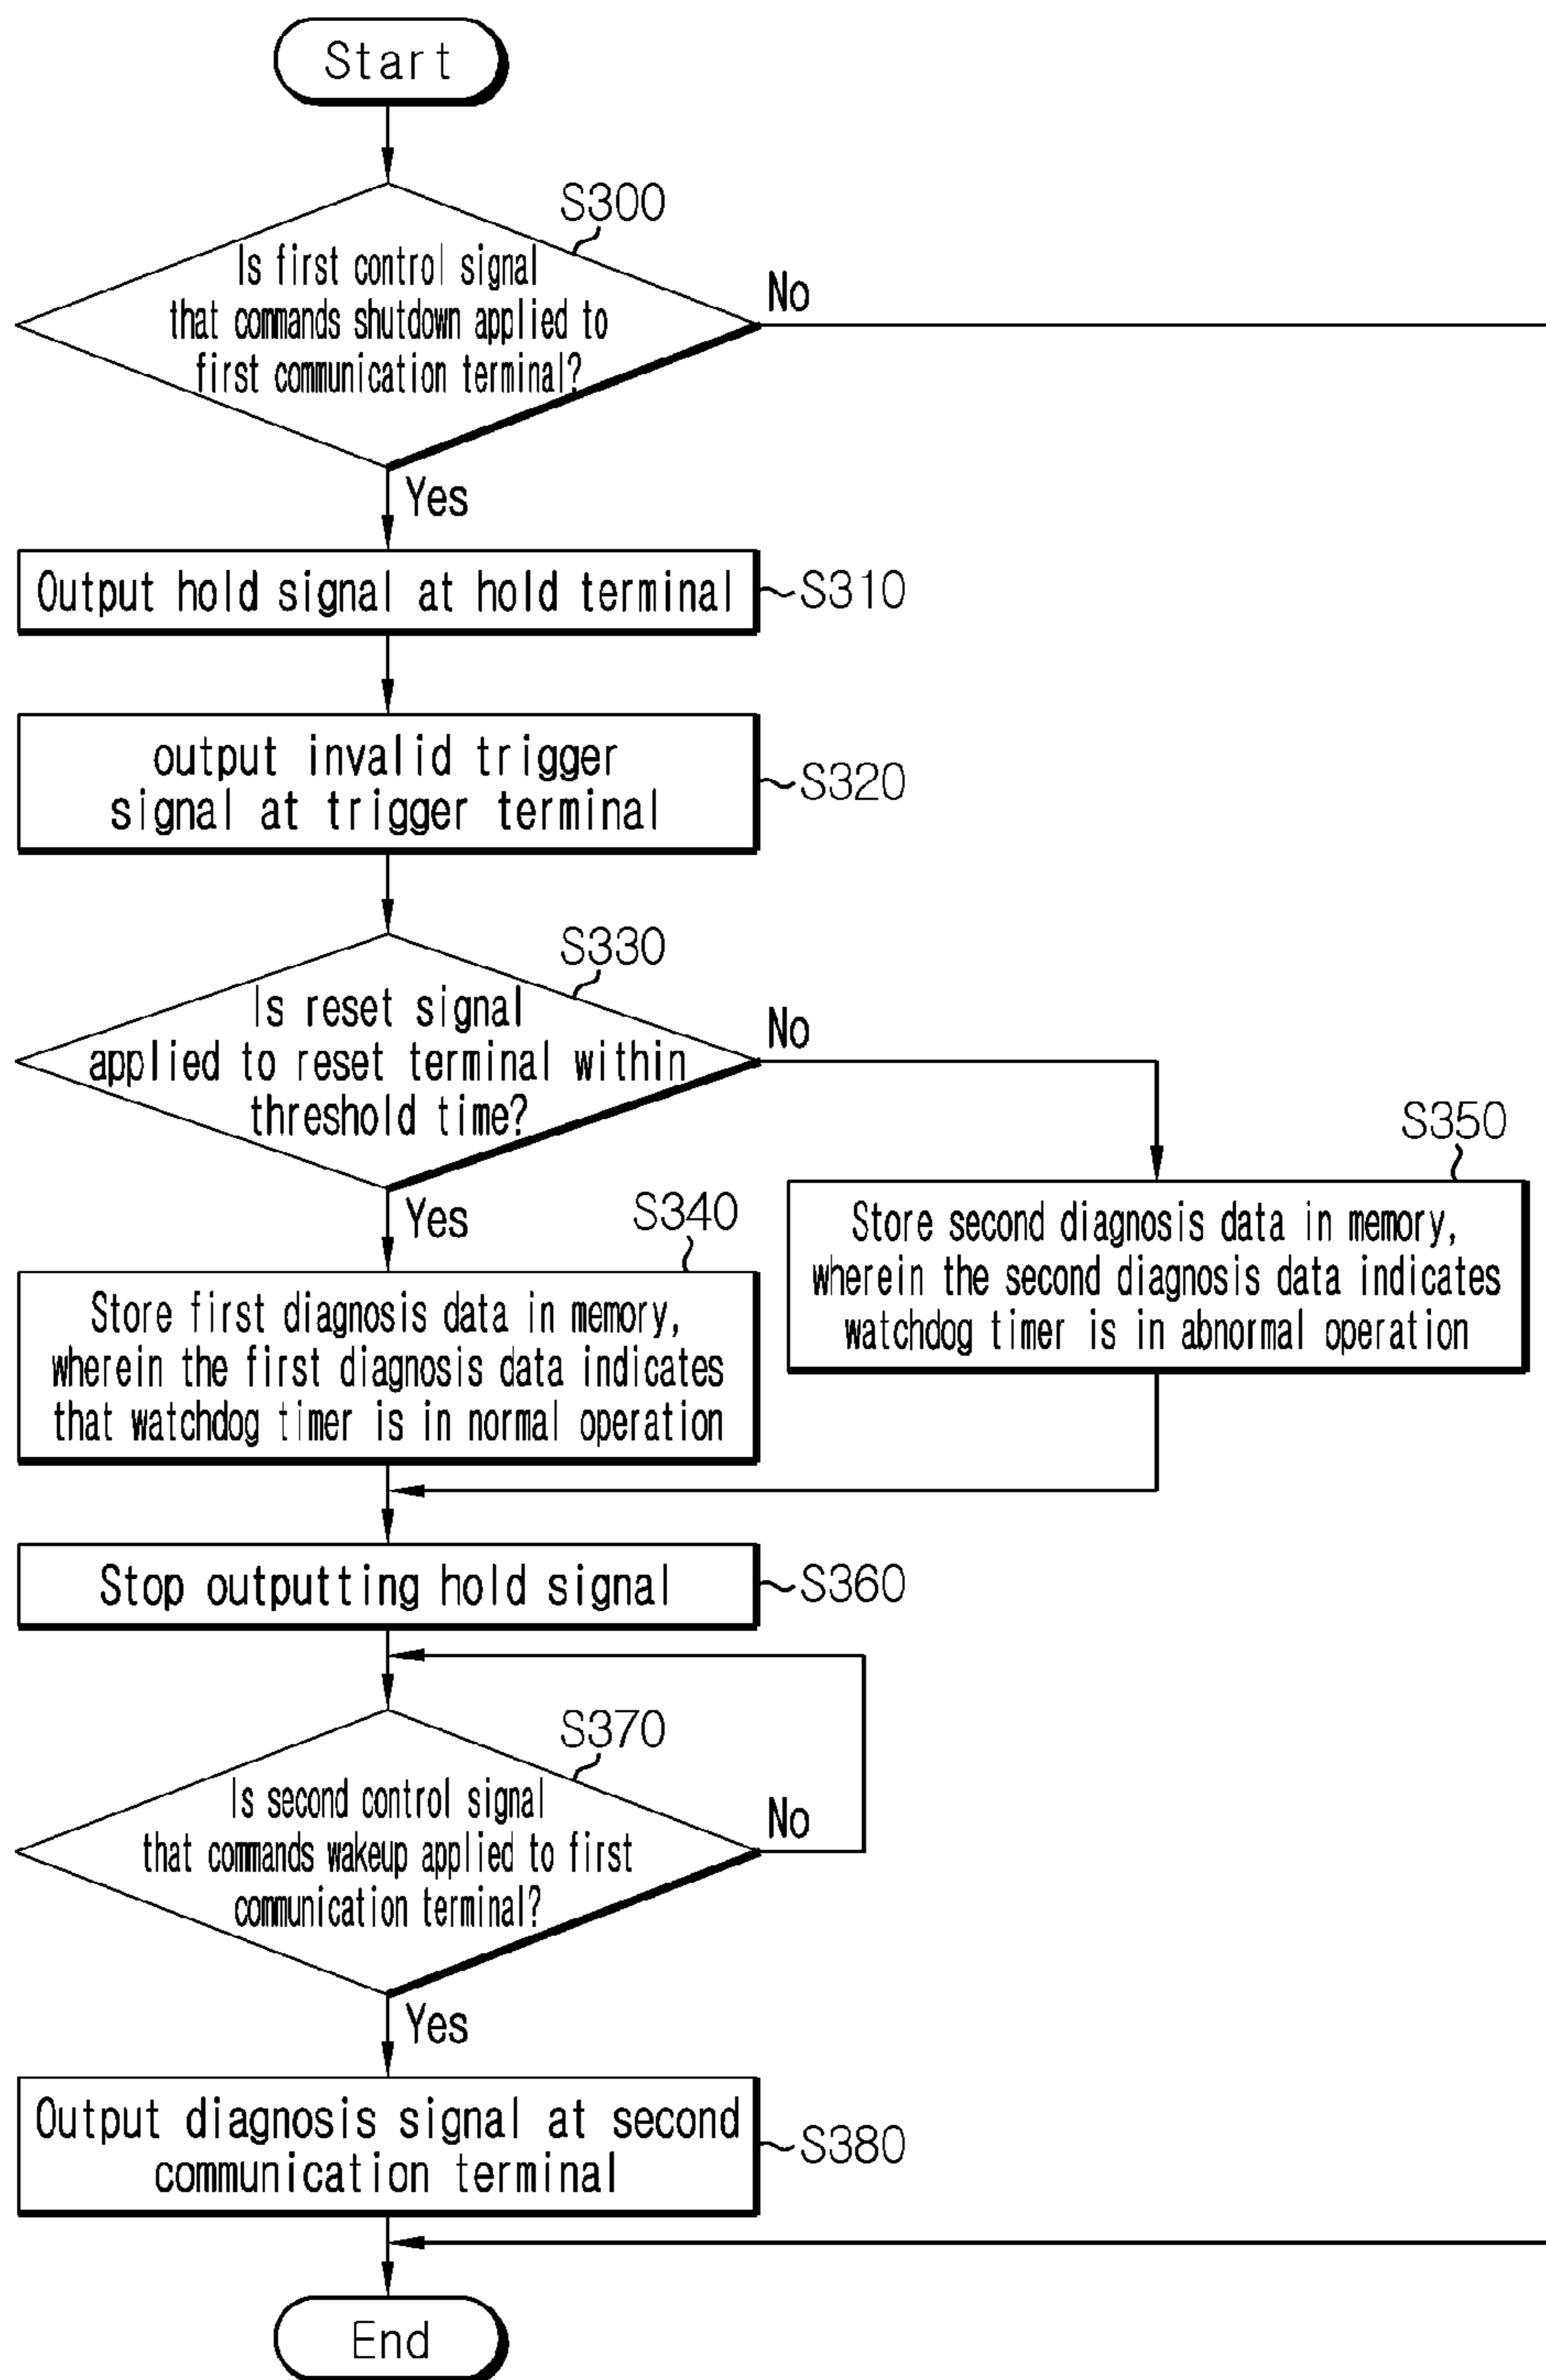 Start
S300
Is first control signal
that commands shutdown applied to
first communication terminal?
No
Yes
Output hold signal at hold terminal
S310
output invalid trigger
signal at trigger terminal
S320
S330
Is reset signal
applied to reset terminal within
threshold time?
No
Yes
S340
Store first diagnosis data in memory,
wherein the first diagnosis data indicates
that watchdog timer is in normal operation
S350
Store second diagnosis data in memory,
wherein the second diagnosis data indicates
watchdog timer is in abnormal operation
Stop outputting hold signal
S360
S370
Is second control signal
that commands wakeup applied to first
communication terminal?
No
Yes
Output diagnosis signal at second
communication terminal
S380
End